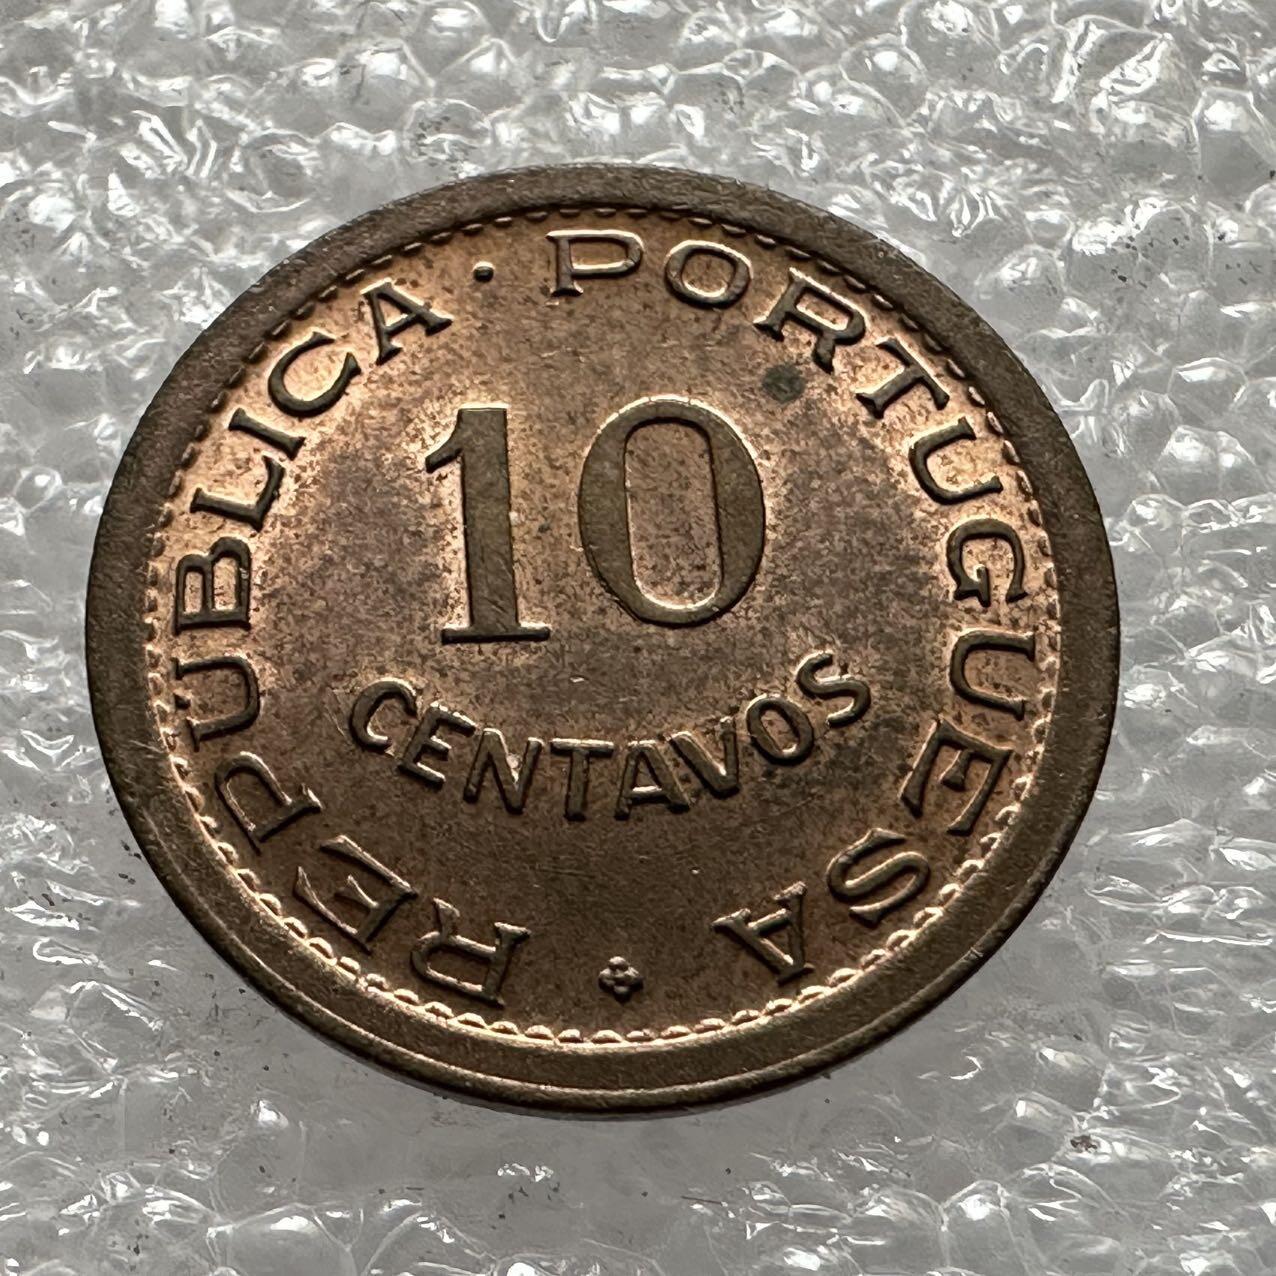 REPUBLICA · PORTUGUESA
10
CENTAVOS